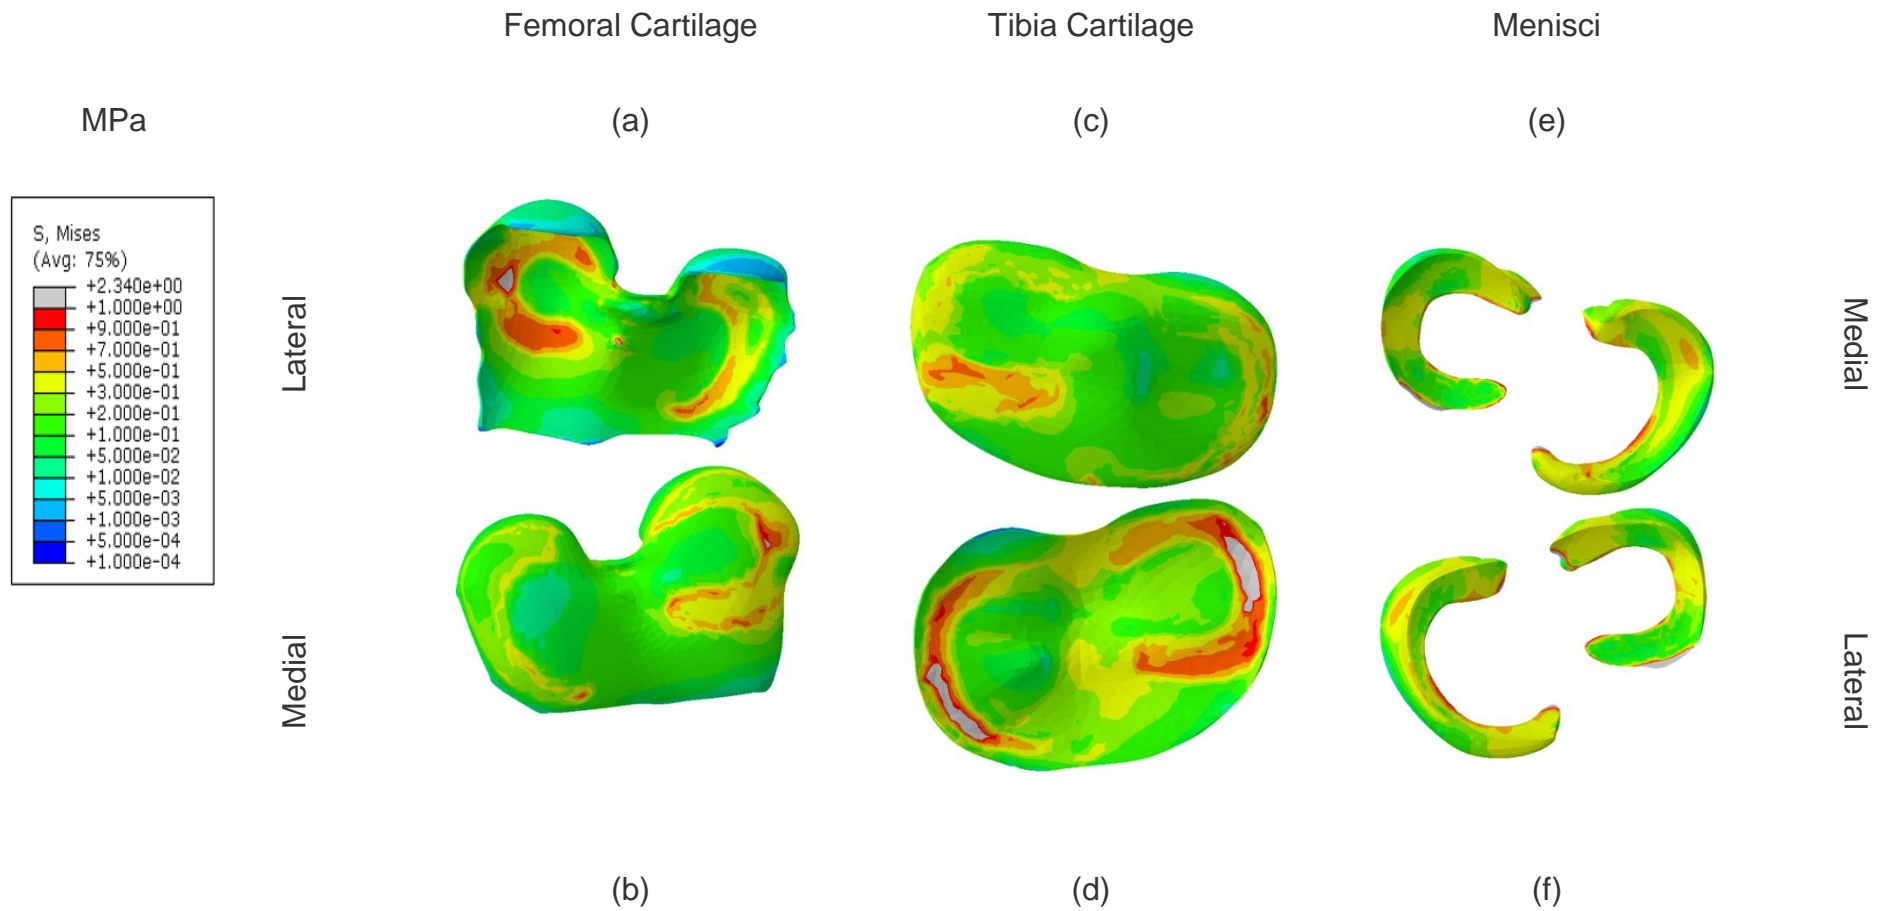 Femoral Cartilage
Tibia Cartilage
Menisci
MPa
(a)
(c)
(e)
S, Mises
(Avg: 75%)
+2.340e+00
+1.000e+00
+9.000e-01
+7.000e-01
+5.000e-01
+3.000e-01
+2.000e-01
+1.000e-01
+5.000e-02
+1.000e-02
+5.000e-03
+1.000e-03
+5.000e-04
+1.000e-04
Lateral
Medial
Medial
Lateral
(b)
(d)
(f)